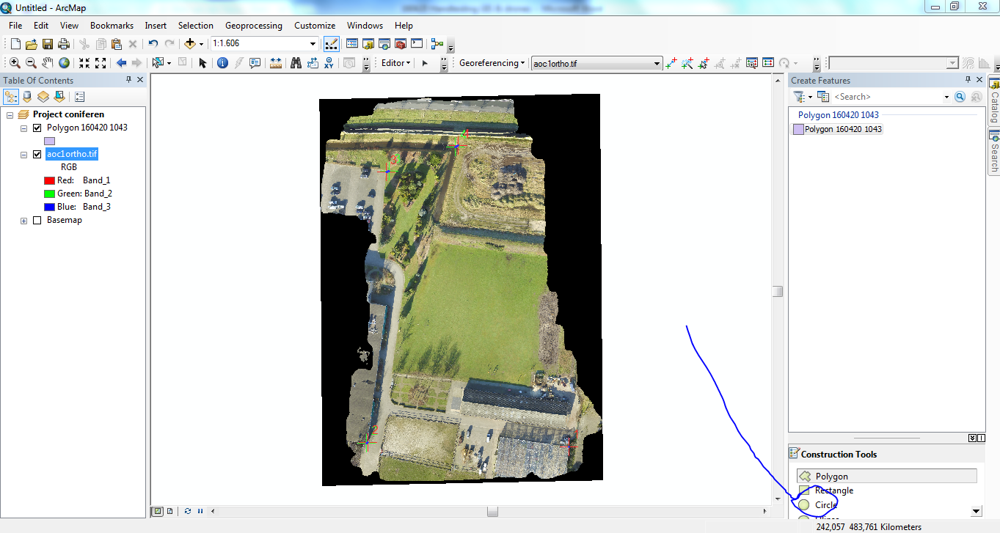 Untitled - ArcMap
File Edit View Bookmarks Insert Selection Geoprocessing Customize Windows Help
1:1.606
Editor Georeferencing aoc1ortho.tif
Table Of Contents
Create Features
<Search>
Project coniferen
Polygon 160420 1043
aoc1ortho.tif
RGB
Red: Band_1
Green: Band_2
Blue: Band_3
Basemap
4
3
2
Polygon 160420 1043
Polygon 160420 1043
Catalog
Search
Construction Tools
Polygon
Rectangle
Circle
242,057 483,761 Kilometers